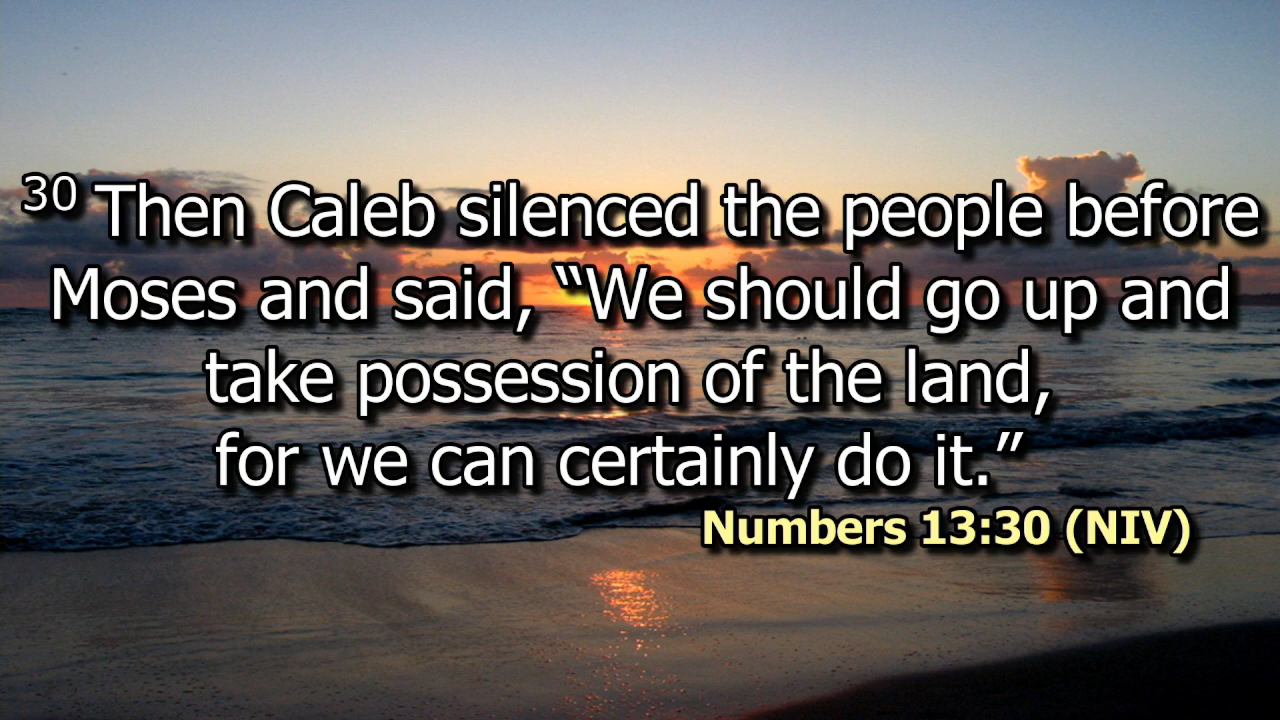 30 Then Caleb silenced the people before
Moses and said, “We should go up and
take possession of the land,
for we can certainly do it.”
Numbers 13:30 (NIV)